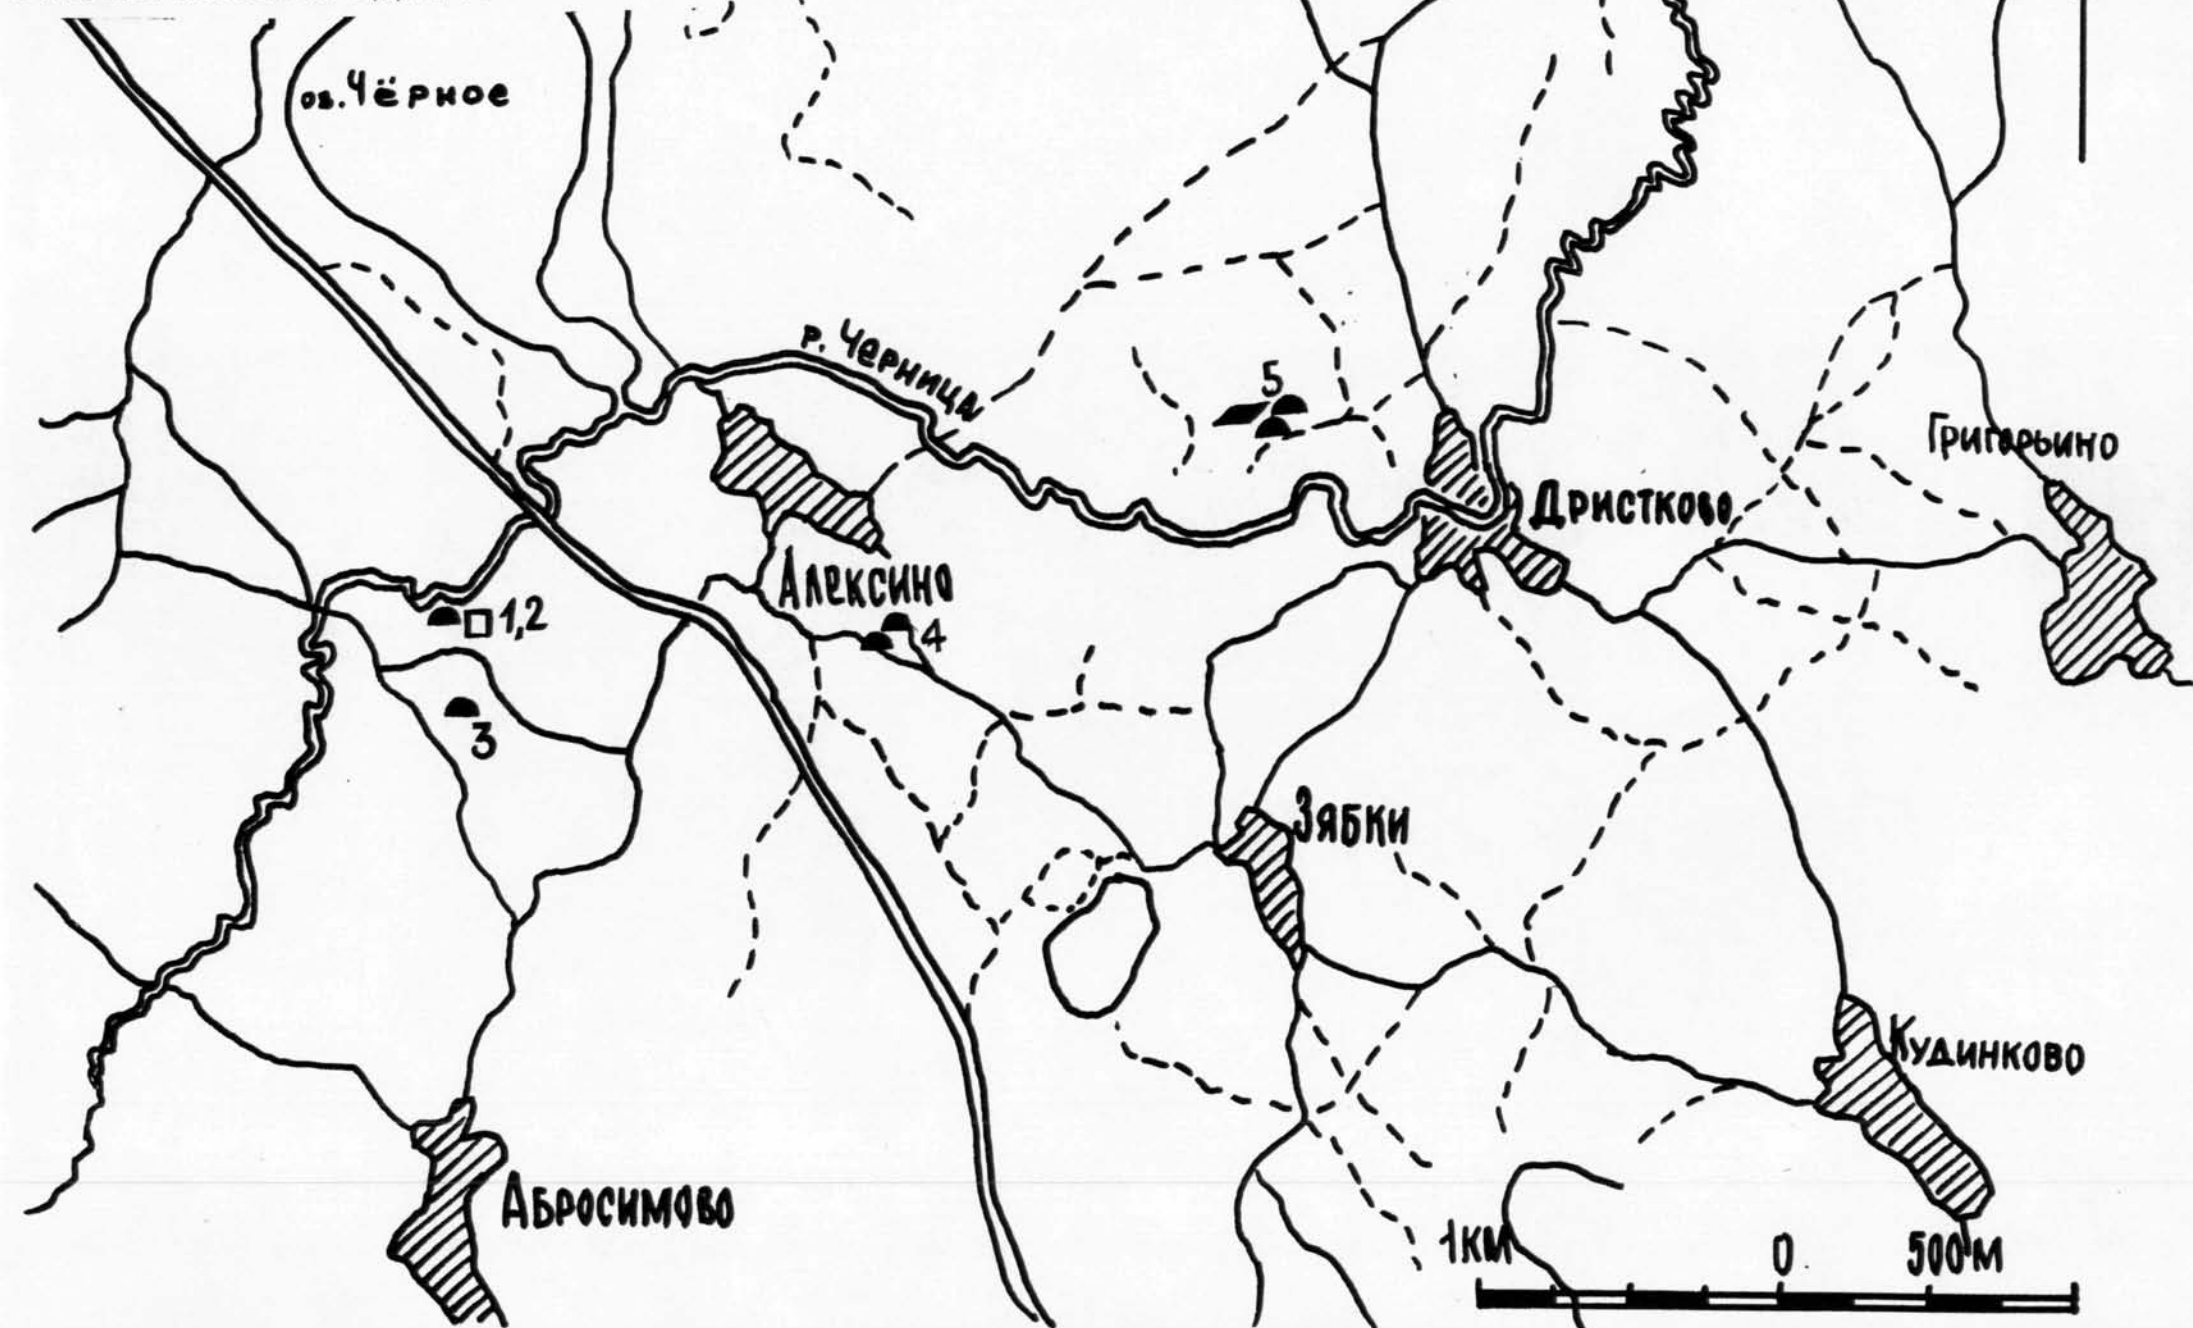 оз. Чёрное
р. Черница
5
Григорьино
Дристково
Алексино
1,2
4
3
Зябки
Кудинково
Абросимово
1км 0 500м